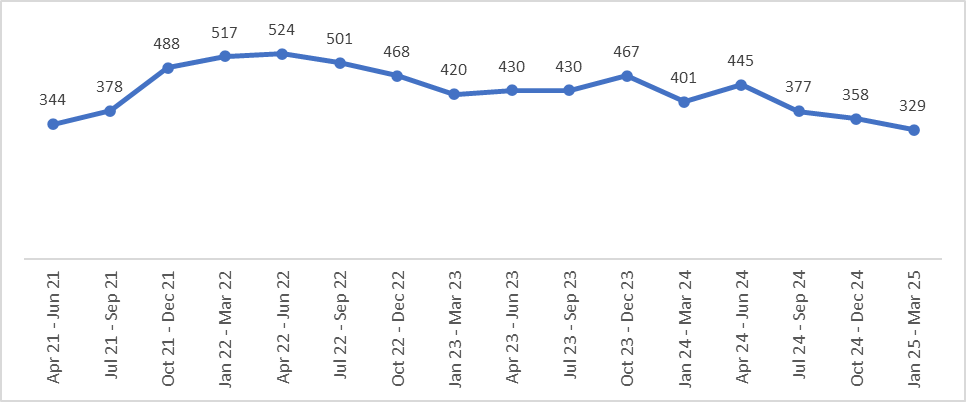 344
378
488
517
524
501
468
420
430
430
467
401
445
377
358
329
Apr 21 - Jun 21
Jul 21 - Sep 21
Oct 21 - Dec 21
Jan 22 - Mar 22
Apr 22 - Jun 22
Jul 22 - Sep 22
Oct 22 - Dec 22
Jan 23 - Mar 23
Apr 23 - Jun 23
Jul 23 - Sep 23
Oct 23 - Dec 23
Jan 24 - Mar 24
Apr 24 - Jun 24
Jul 24 - Sep 24
Oct 24 - Dec 24
Jan 25 - Mar 25